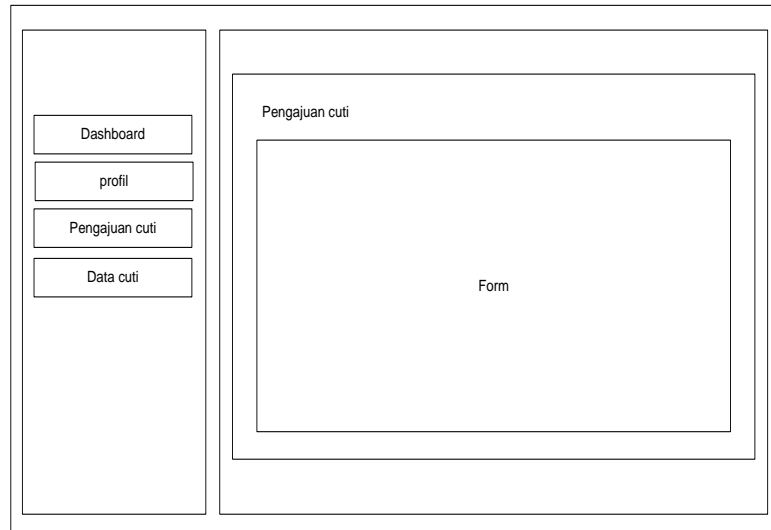 Dashboard
profil
Pengajuan cuti
Data cuti
Pengajuan cuti
Form